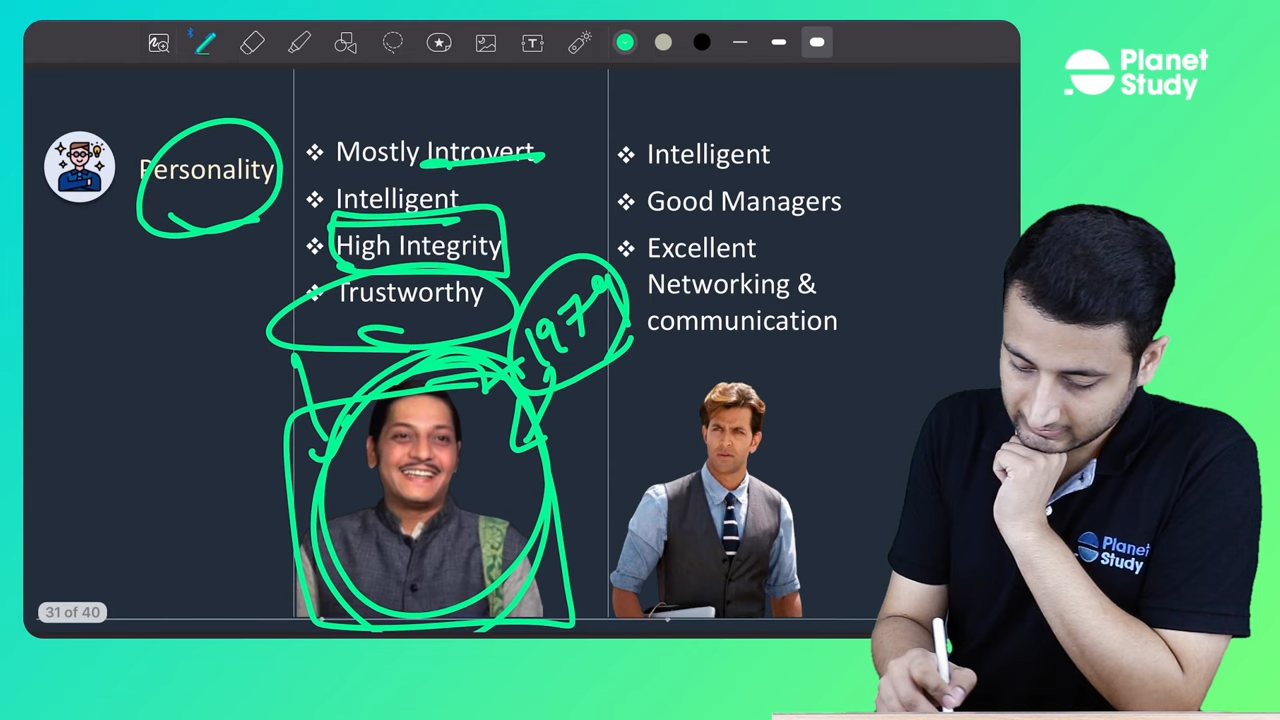 Planet
Study
Personality
❖ Mostly Introvert
❖ Intelligent
❖ High Integrity
❖ Trustworthy
❖ Intelligent
❖ Good Managers
❖ Excellent
Networking &
communication
T
31 of 40
Planet
Study